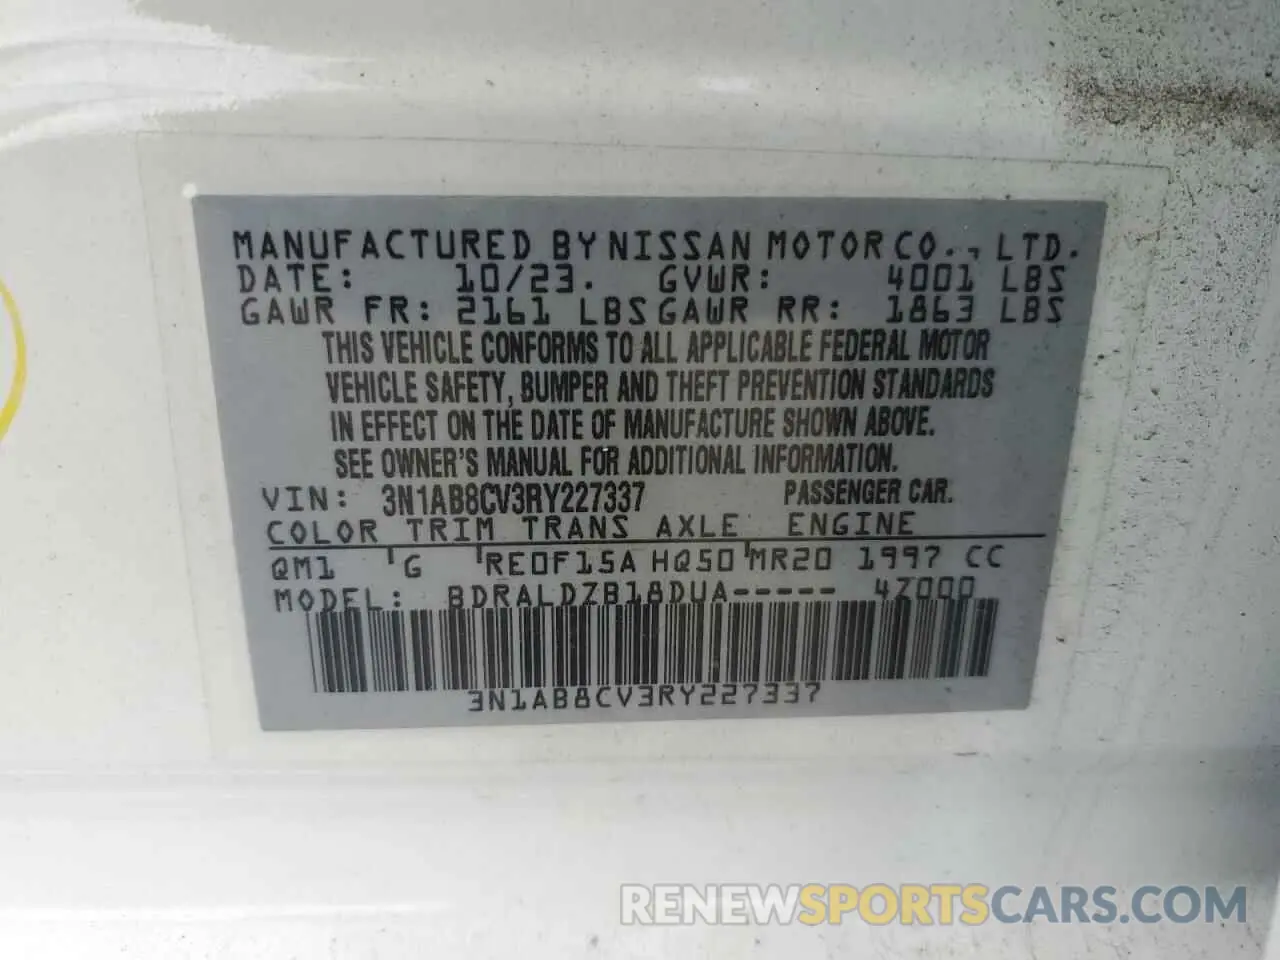 MANUFACTURED BY NISSAN MOTOR CO., LTD.
DATE: 10/23. GVWR: 4001 LBS
GAWR FR: 2161 LBS GAWR RR: 1863 LBS
THIS VEHICLE CONFORMS TO ALL APPLICABLE FEDERAL MOTOR
VEHICLE SAFETY, BUMPER AND THEFT PREVENTION STANDARDS
IN EFFECT ON THE DATE OF MANUFACTURE SHOWN ABOVE.
SEE OWNER'S MANUAL FOR ADDITIONAL INFORMATION.
VIN: 3N1AB8CV3RY227337 PASSENGER CAR.
COLOR TRIM TRANS AXLE ENGINE
QM1 G RE0F15A HQ50 MR20 1997 CC
MODEL: BDRALDZB18DUA----- 4Z000
3N1AB8CV3RY227337
RENEWSPORTSCARS.COM